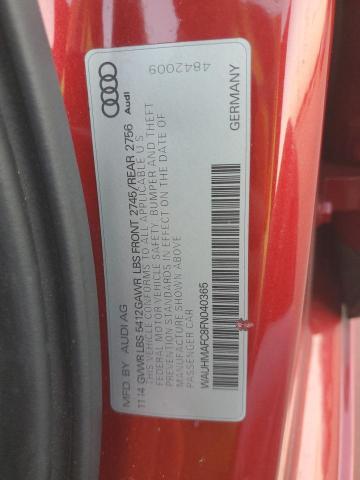 Audi
4842009
GERMANY
MFD BY AUDI AG
11-14 GVWR LBS 5412 GAWR LBS FRONT 2745/REAR 2756
THIS VEHICLE CONFORMS TO ALL APPLICABLE U S
FEDERAL MOTOR VEHICLE SAFETY BUMPER AND THEFT
PREVENTION STANDARDS IN EFFECT ON THE DATE OF
MANUFACTURE SHOWN ABOVE
PASSENGER CAR
WAUHMAFC8FN040365